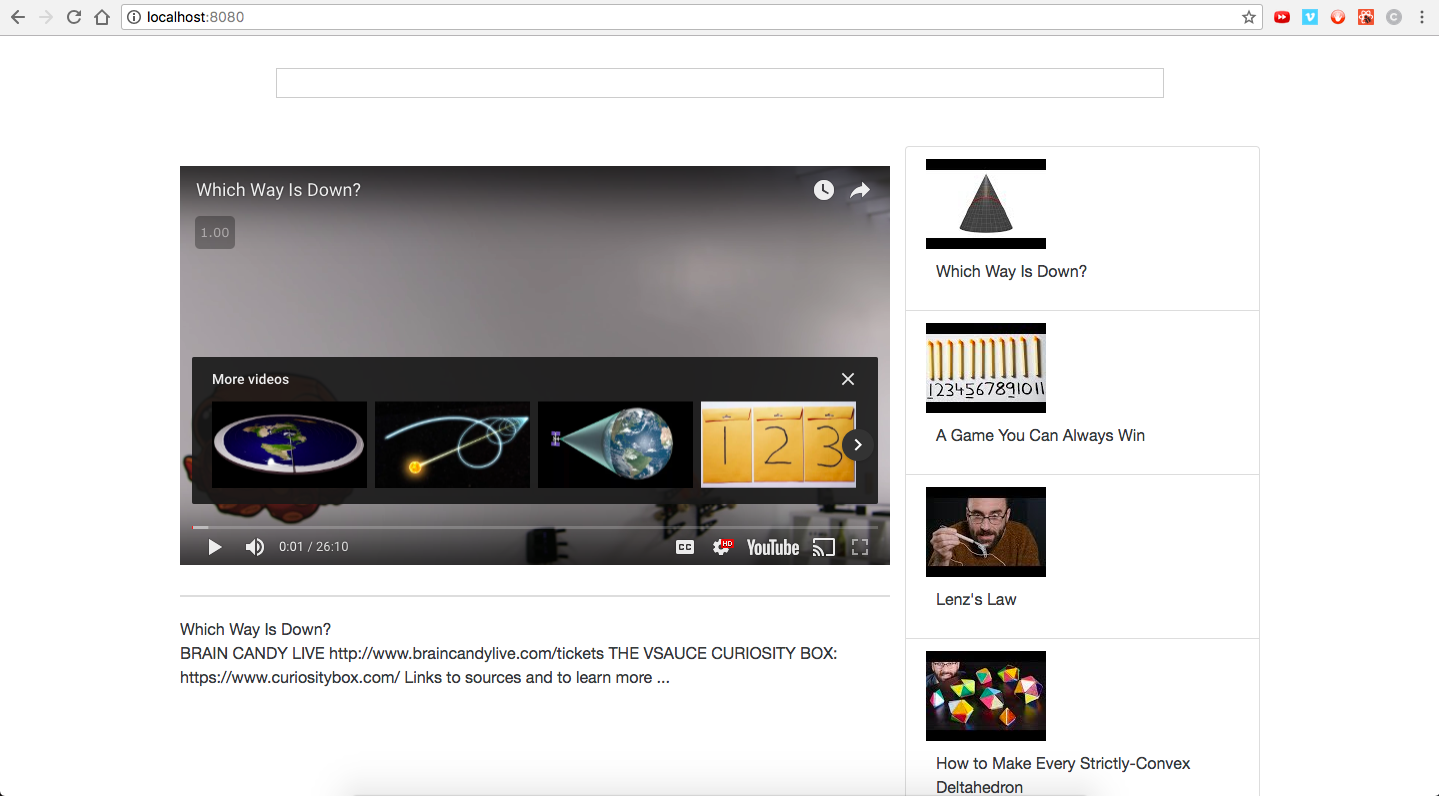 localhost:8080
Which Way Is Down?
1.00
More videos
1 2 3
0:01 / 26:10
CC
HD
YouTube
Which Way Is Down?
BRAIN CANDY LIVE http://www.braincandylive.com/tickets THE VSAUCE CURIOSITY BOX:
https://www.curiositybox.com/ Links to sources and to learn more ...
Which Way Is Down?
1234567891011
A Game You Can Always Win
Lenz's Law
How to Make Every Strictly-Convex
Deltahedron